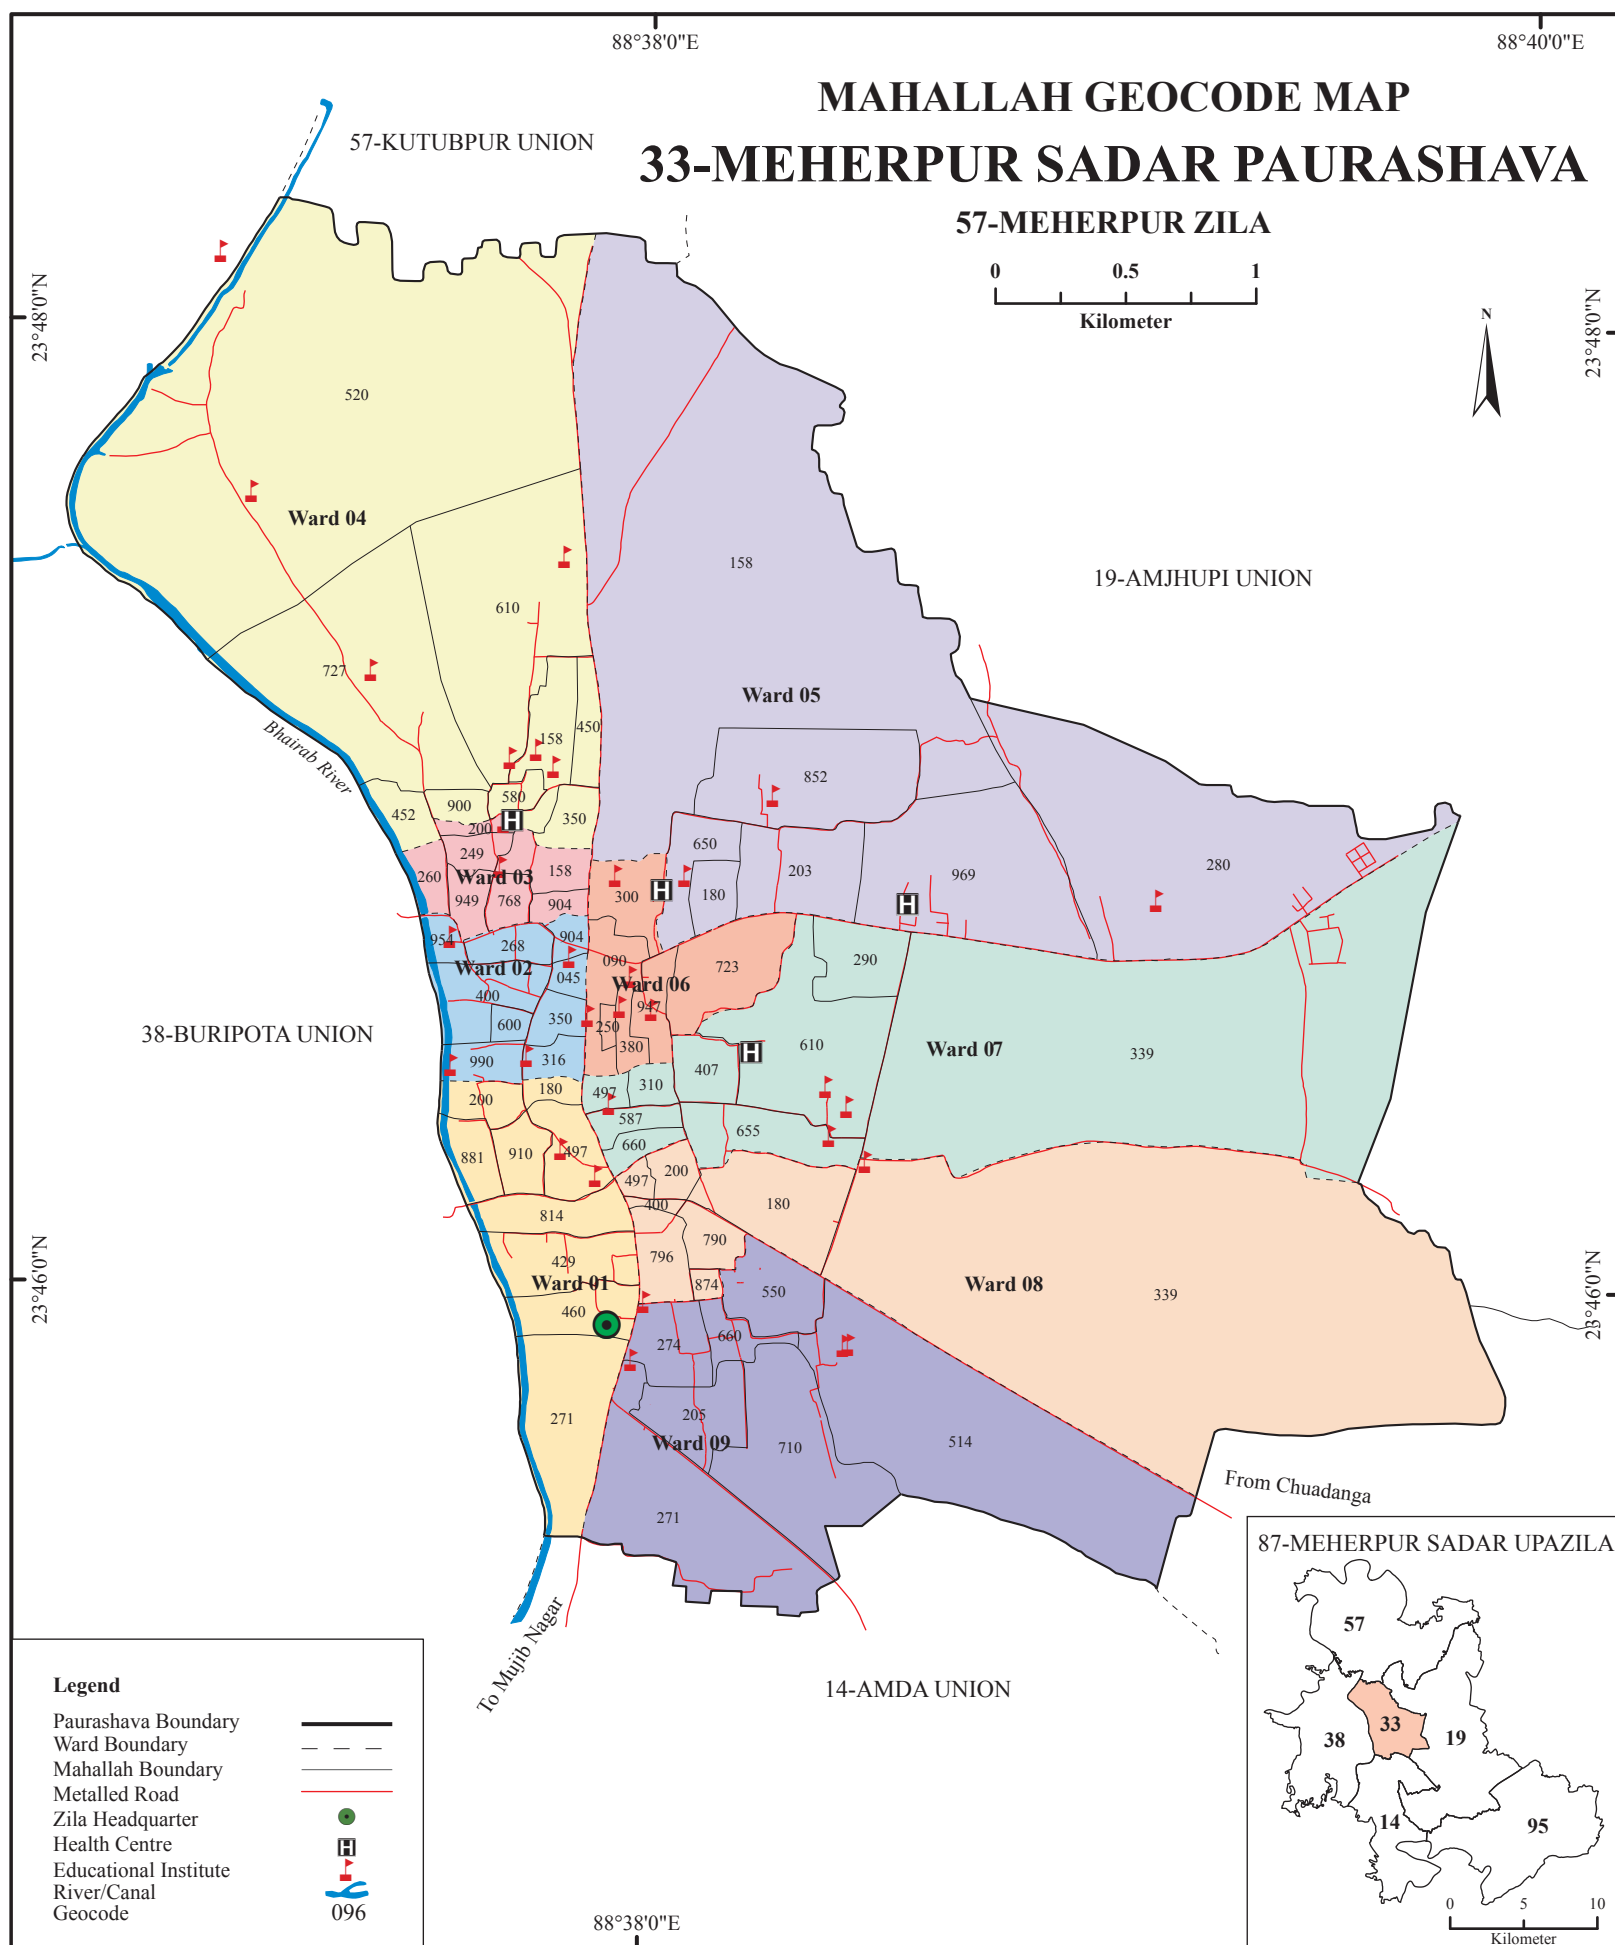 88°38'0"E
88°40'0"E
MAHALLAH GEOCODE MAP
33-MEHERPUR SADAR PAURASHAVA
57-MEHERPUR ZILA
0 0.5 1
Kilometer
N
57-KUTUBPUR UNION
23°48'0"N
23°48'0"N
520
Ward 04
158
19-AMJHUPI UNION
610
727
Ward 05
450
158
Bhairab River
852
580
900
452
350
200
650
249
203
280
260
Ward 03
158
969
300
180
949
768
904
954
268
904
090
723
290
Ward 02
045
Ward 06
400
947
350
600
250
38-BURIPOTA UNION
380
610
Ward 07
339
990
316
407
310
180
497
200
587
655
660
881
910
497
200
497
180
400
814
790
796
429
Ward 01
874
550
Ward 08
339
23°46'0"N
23°46'0"N
460
274
660
271
205
Ward 09
710
514
271
From Chuadanga
To Mujib Nagar
14-AMDA UNION
Legend
Paurashava Boundary
Ward Boundary
Mahallah Boundary
Metalled Road
Zila Headquarter
Health Centre
H
Educational Institute
River/Canal
Geocode 096
88°38'0"E
87-MEHERPUR SADAR UPAZILA
57
33
38
19
14
95
0 5 10
Kilometer
H
H
H
H